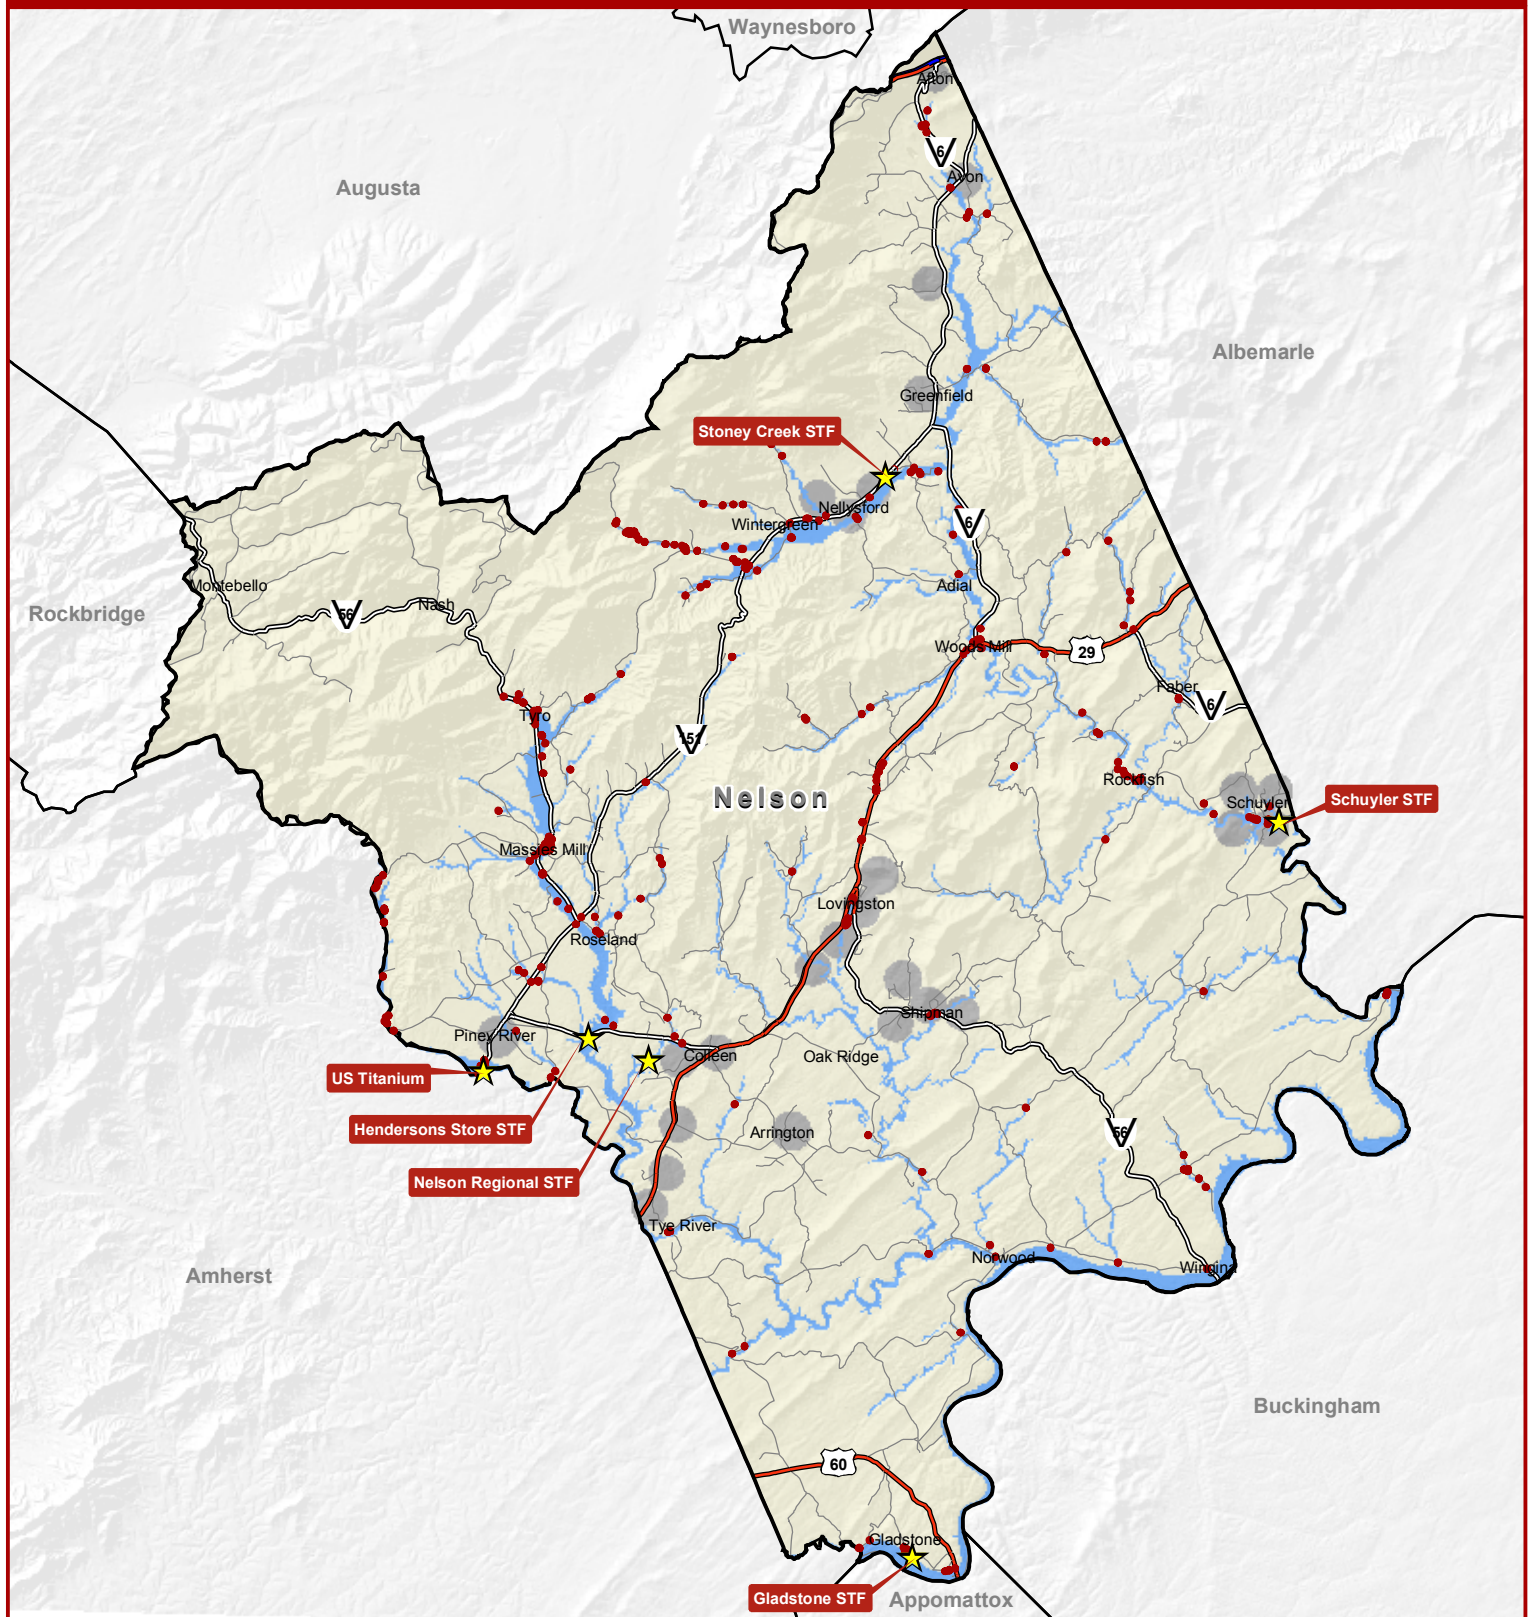 Waynesboro
Afton
6
Avon
Augusta
Albemarle
Greenfield
Stoney Creek STF
Nellysford
Wintergreen
6
Montebello
Nash
56
Adial
Rockbridge
Woods Mill
29
Faber
6
Tyro
151
Rockfish
Nelson
Schuyler
Schuyler STF
Massies Mill
Lovingston
Roseland
Shipman
Piney River
Colleen
Oak Ridge
US Titanium
Hendersons Store STF
Arrington
56
Nelson Regional STF
Tye River
Norwood
Wingina
Amherst
Buckingham
60
Gladstone
Gladstone STF
Appomattox